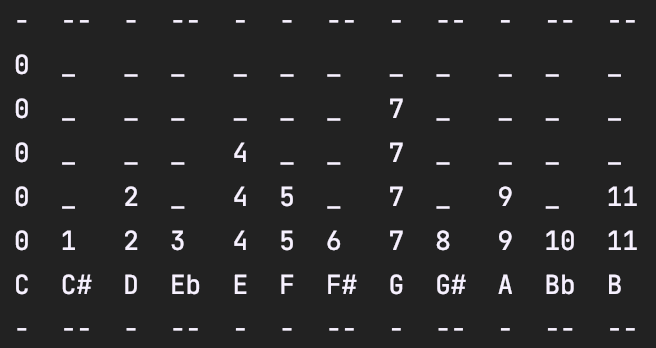 -  --  -  --  -  -  --  -  --  -  --  --
0  _   _  _   _  _  _   _  _   _  _   _
0  _   _  _   _  _  _   7  _   _  _   _
0  _   _  _   4  _  _   7  _   _  _   _
0  _   2  _   4  5  _   7  _   9  _   11
0  1   2  3   4  5  6   7  8   9  10  11
C  C#  D  Eb  E  F  F#  G  G#  A  Bb  B
-  --  -  --  -  -  --  -  --  -  --  --